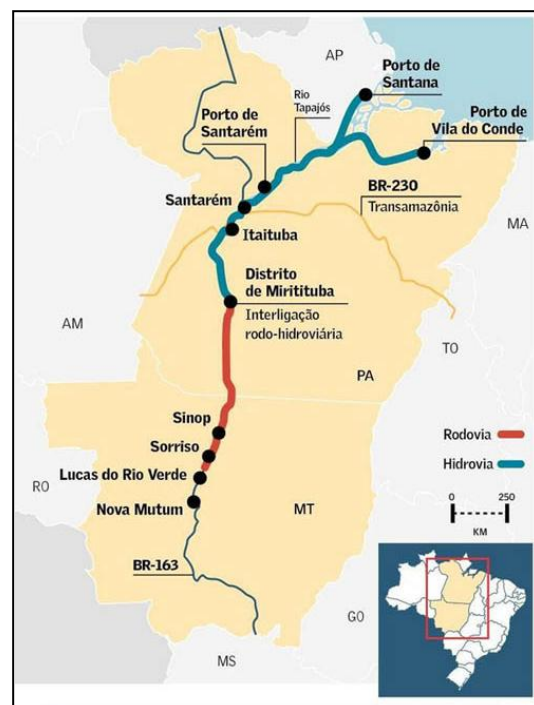 AP
Porto de
Santana
Rio
Tapajós
Porto de
Santarém
Porto de
Vila do Conde
Santarém
BR-230
Transamazônia
Itaituba
MA
Distrito
de Miritituba
Interligação
rodo-hidroviária
AM
TO
PA
Sinop
Rodovia
Sorriso
Hidrovia
Lucas do Rio Verde
RO
Nova Mutum
MT
0 250
KM
BR-163
GO
MS